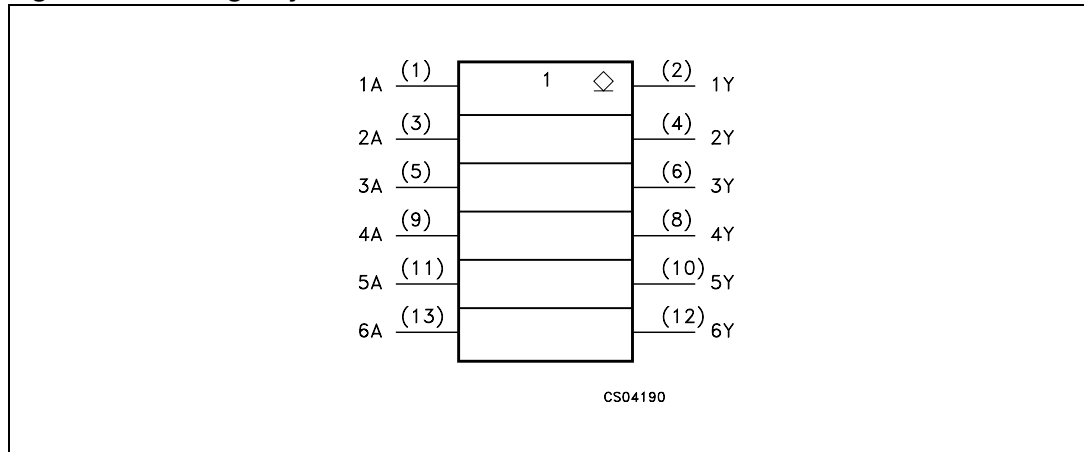 1A (1) 1 (2) 1Y
2A (3) (4) 2Y
3A (5) (6) 3Y
4A (9) (8) 4Y
5A (11) (10) 5Y
6A (13) (12) 6Y
CS04190